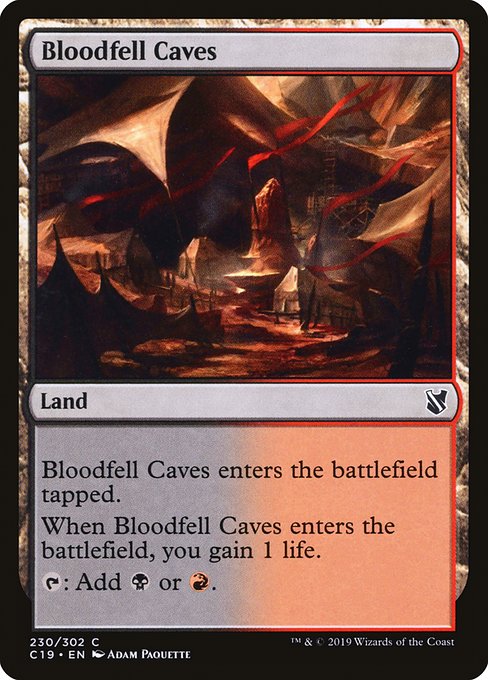 Bloodfell Caves
Land
Bloodfell Caves enters the battlefield
tapped.
When Bloodfell Caves enters the
battlefield, you gain 1 life.
: Add or .
230/302 C
™ & © 2019 Wizards of the Coast
C19 • EN Adam Paquette